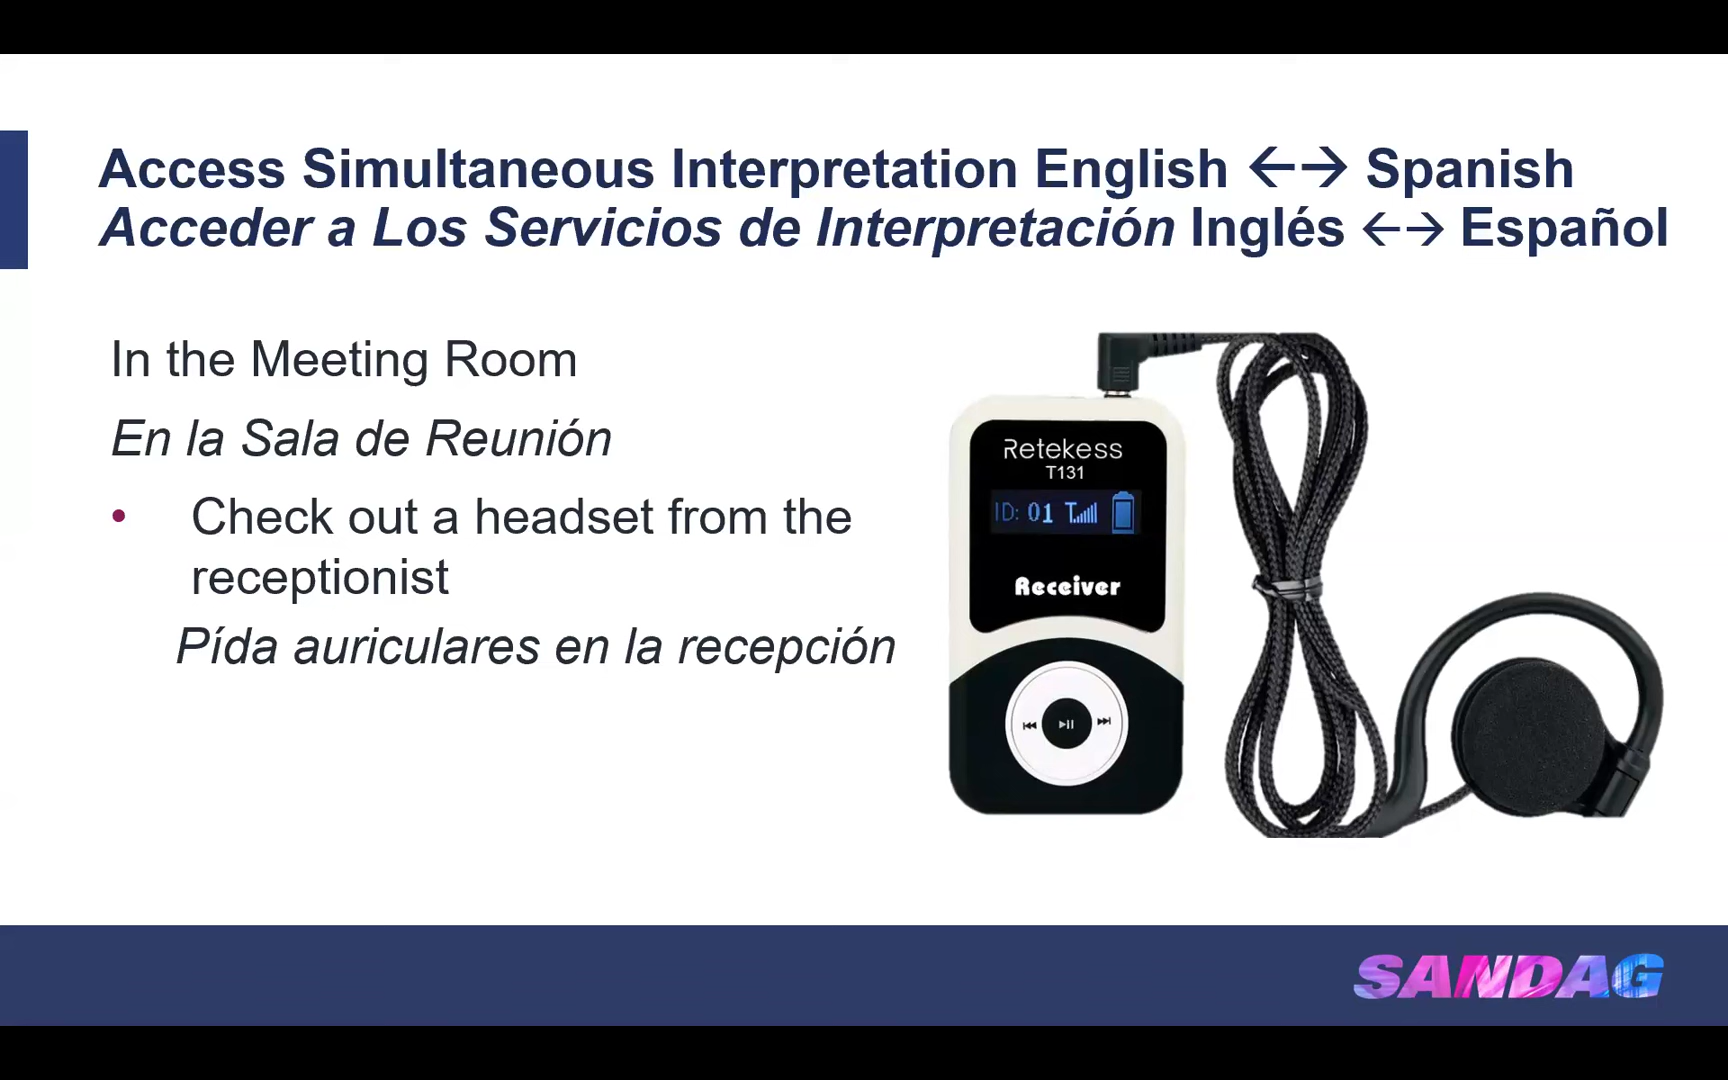 Access Simultaneous Interpretation English ←→ Spanish
Acceder a Los Servicios de Interpretación Inglés ←→ Español
In the Meeting Room
En la Sala de Reunión
• Check out a headset from the
receptionist
Pída auriculares en la recepción
Retekess
T131
ID: 01
Receiver
SANDAG